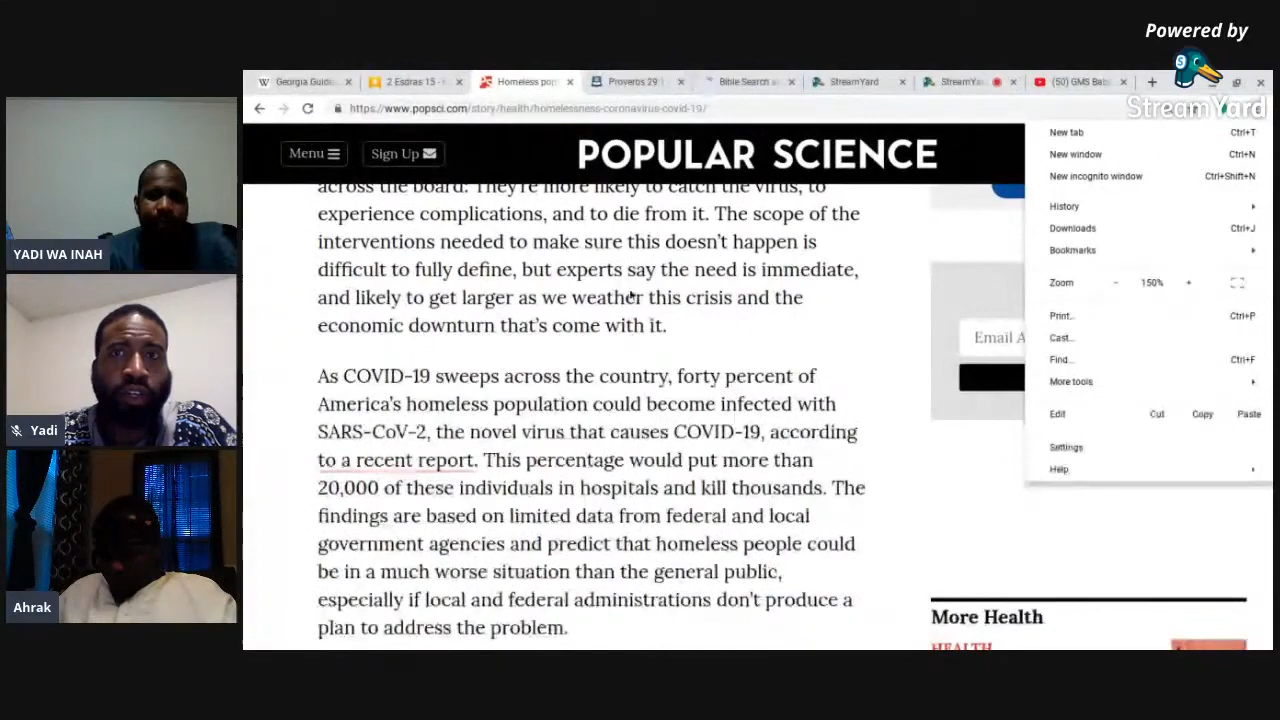 Powered by
StreamYard
YADI WA INAH
Yadi
Ahrak
Georgia Guide
2 Esdras 15 -
Homeless pop
Proverbs 29:
Bible Search a
StreamYard
StreamYa
(50) GMS Bab
https://www.popsci.com/story/health/homelessness-coronavirus-covid-19/
Menu
Sign Up
POPULAR SCIENCE
across the board. They're more likely to catch the virus, to
experience complications, and to die from it. The scope of the
interventions needed to make sure this doesn't happen is
difficult to fully define, but experts say the need is immediate,
and likely to get larger as we weather this crisis and the
economic downturn that's come with it.
As COVID-19 sweeps across the country, forty percent of
America's homeless population could become infected with
SARS-CoV-2, the novel virus that causes COVID-19, according
to a recent report. This percentage would put more than
20,000 of these individuals in hospitals and kill thousands. The
findings are based on limited data from federal and local
government agencies and predict that homeless people could
be in a much worse situation than the general public,
especially if local and federal administrations don't produce a
plan to address the problem.
Email A
More Health
HEALTH
New tab Ctrl+T
New window Ctrl+N
New incognito window Ctrl+Shift+N
History
Downloads Ctrl+J
Bookmarks
Zoom - 150% +
Print... Ctrl+P
Cast...
Find... Ctrl+F
More tools
Edit Cut Copy Paste
Settings
Help